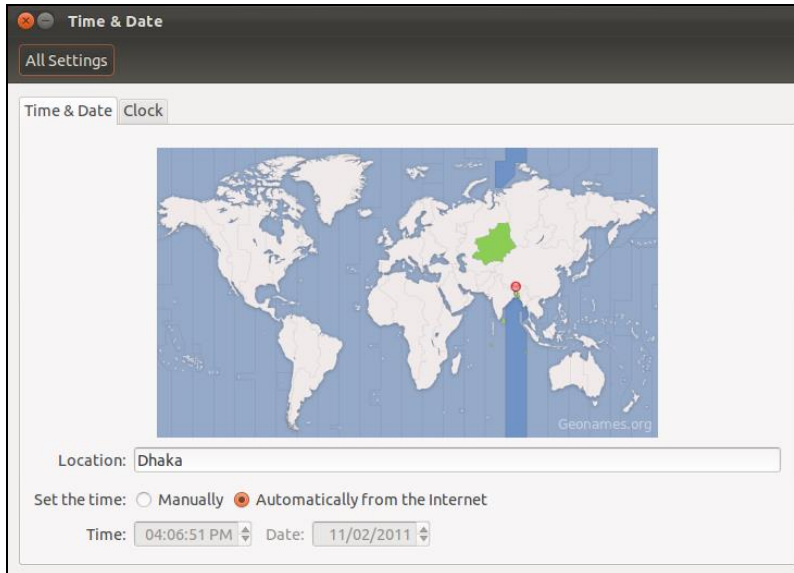 Time & Date
All Settings
Time & Date Clock
Geonames.org
Location: Dhaka
Set the time: Manually Automatically from the Internet
Time: 04:06:51 PM Date: 11/02/2011